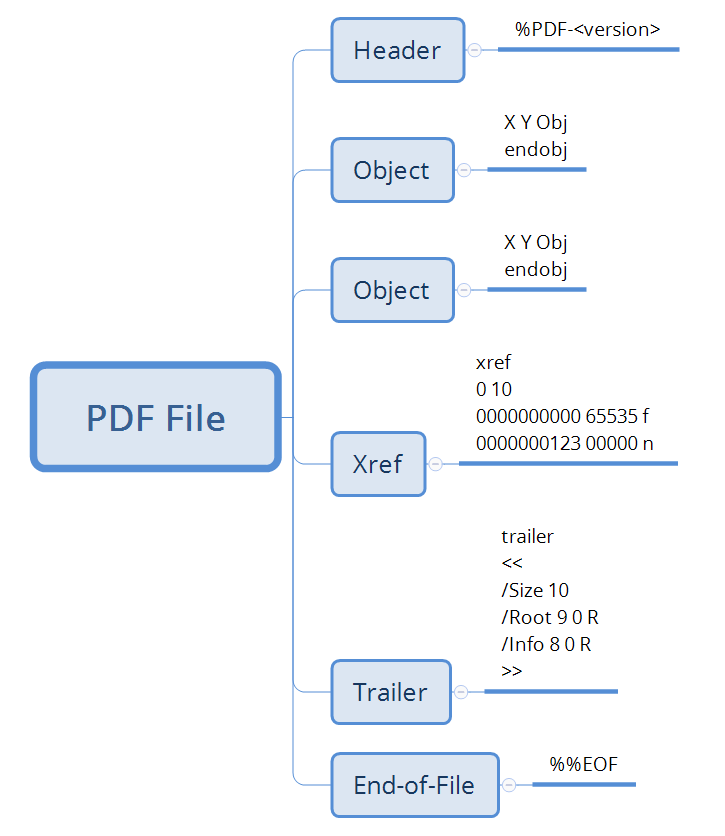 Header
%PDF-<version>
Object
X Y Obj
endobj
Object
X Y Obj
endobj
PDF File
Xref
xref
0 10
0000000000 65535 f
0000000123 00000 n
Trailer
trailer
<<
/Size 10
/Root 9 0 R
/Info 8 0 R
>>
End-of-File
%%EOF